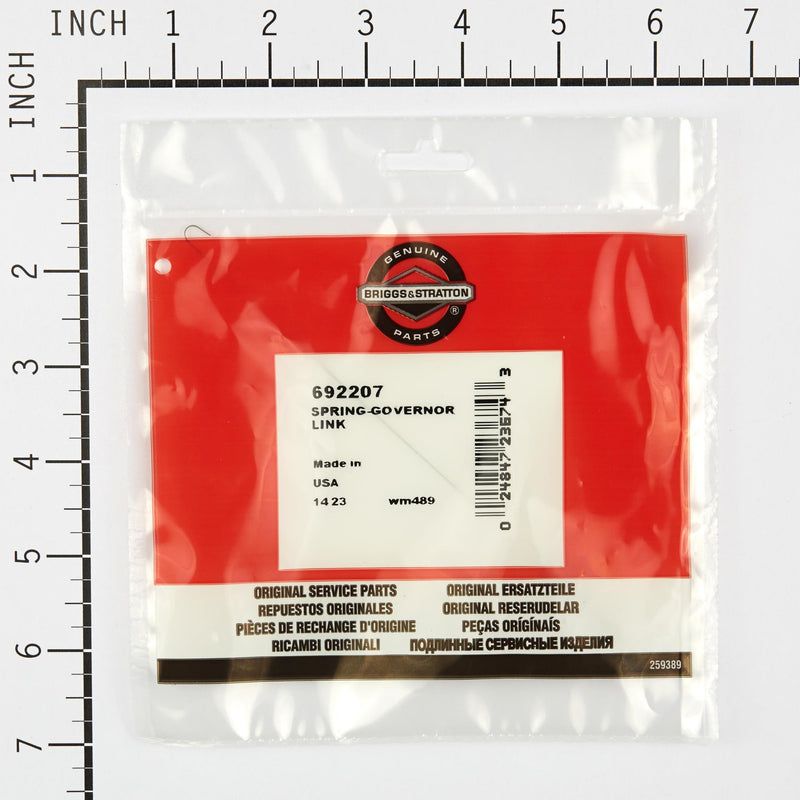 INCH 1 2 3 4 5 6 7
INCH
1
2
3
4
5
6
7
GENUINE
BRIGGS&STRATTON
®
PARTS
692207
SPRING-GOVERNOR
LINK
Made in
USA
14 23 wm489
0 24847 23674 3
ORIGINAL SERVICE PARTS ORIGINAL ERSATZTEILE
REPUESTOS ORIGINALES ORIGINAL RESERUDELAR
PIÈCES DE RECHANGE D'ORIGINE PEÇAS ORÍGÍNAIS
RICAMBI ORIGINALI ПОДЛИННЫЕ СЕРВИСНЫЕ ИЗДЕЛИЯ
259389